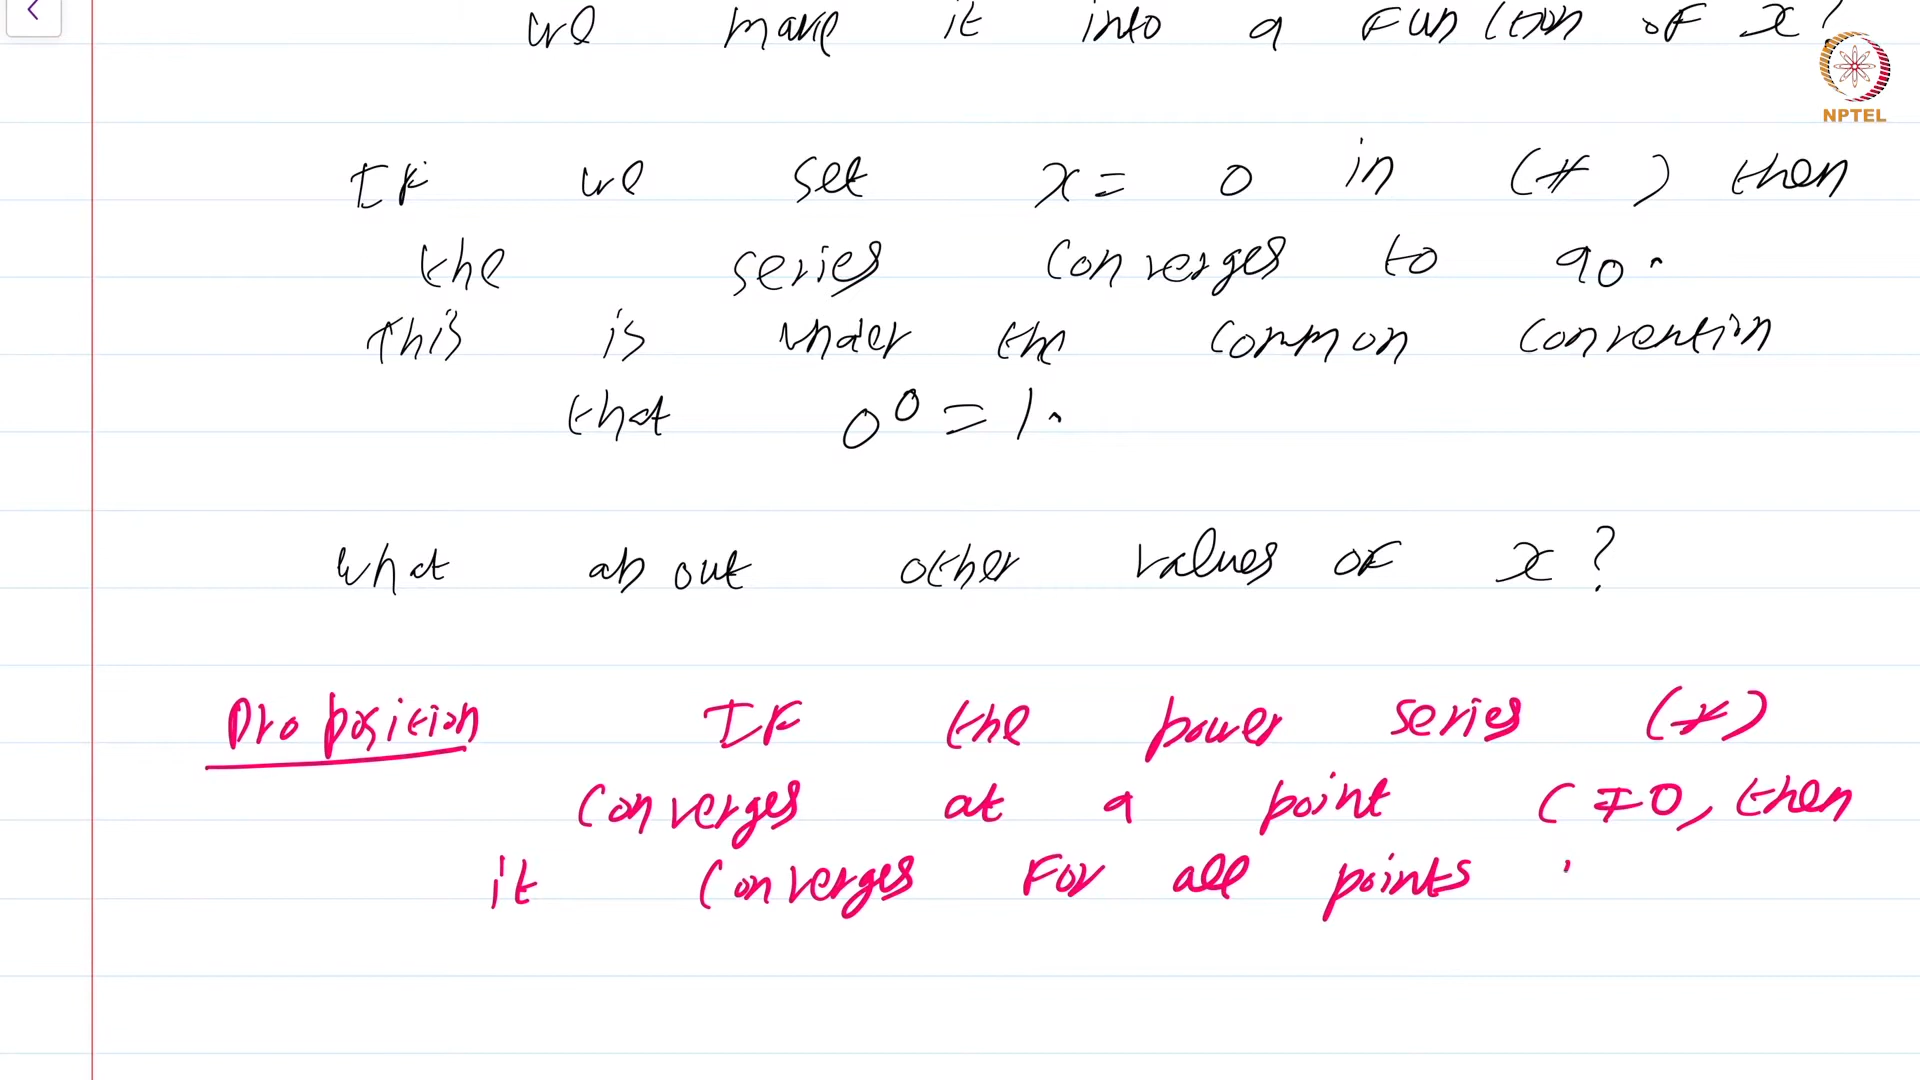 we make it into a function of x?
NPTEL
If we set x = 0 in (*) then
the series converges to a0.
This is under the common convention
that 0⁰ = 1.
What about other values of x?
Proposition If the power series (*)
converges at a point c ≠ 0, then
it converges for all points